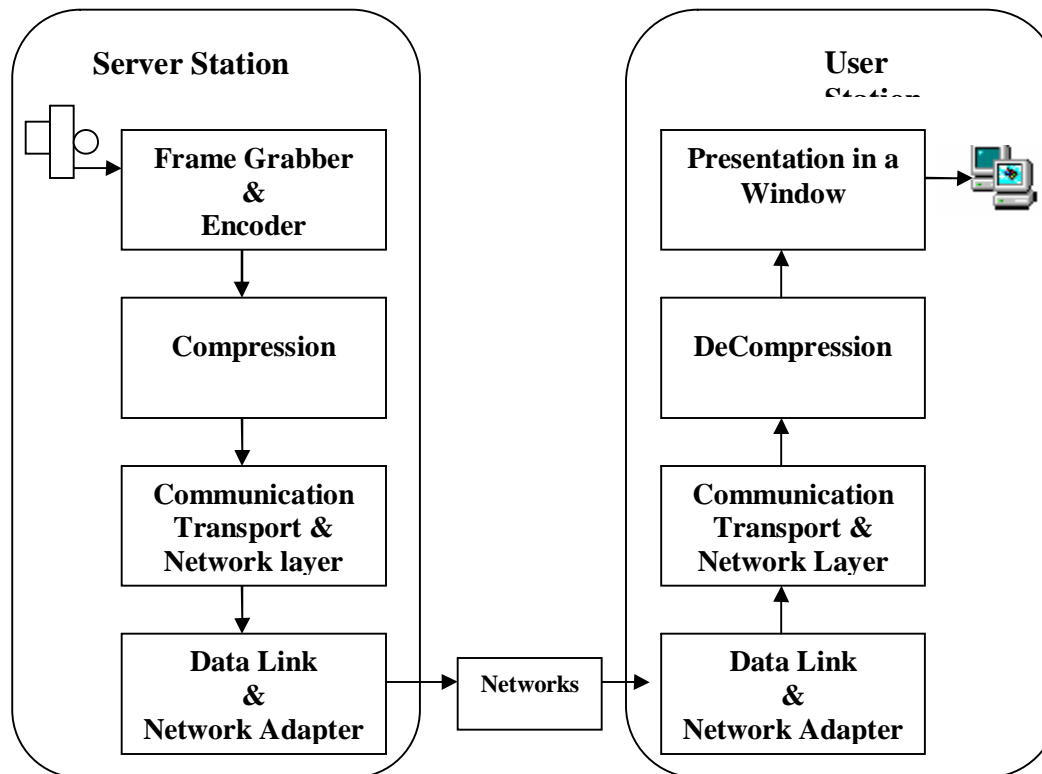 Server Station
Frame Grabber
&
Encoder
Compression
Communication
Transport &
Network layer
Data Link
&
Network Adapter
Networks
User
Station
Presentation in a
Window
DeCompression
Communication
Transport &
Network Layer
Data Link
&
Network Adapter